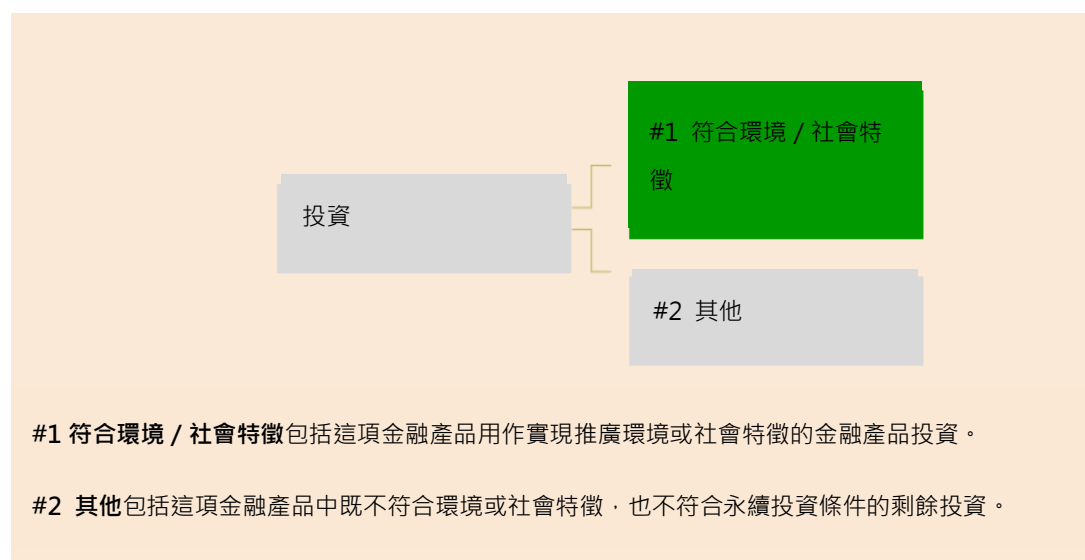 #1 符合環境 / 社會特
徵
投資
#2 其他
#1 符合環境 / 社會特徵包括這項金融產品用作實現推廣環境或社會特徵的金融產品投資。
#2 其他包括這項金融產品中既不符合環境或社會特徵，也不符合永續投資條件的剩餘投資。